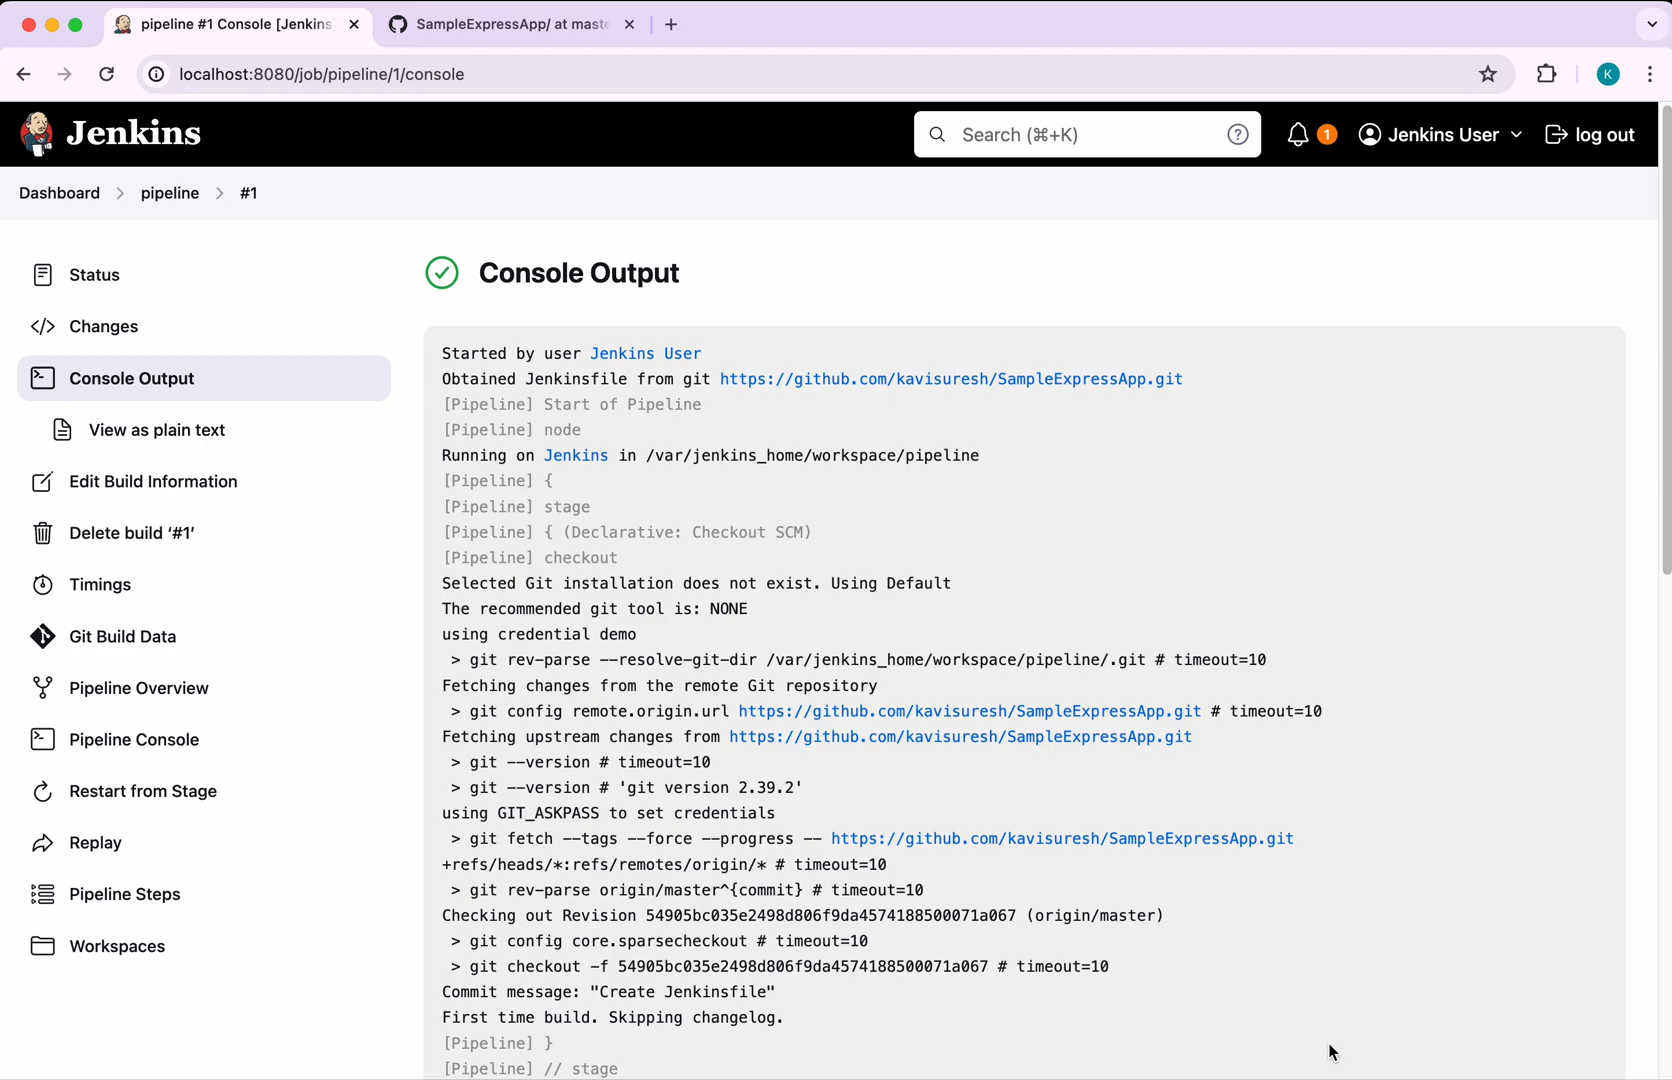 pipeline #1 Console [Jenkins
SampleExpressApp/ at maste
localhost:8080/job/pipeline/1/console
K
Jenkins
Search (⌘+K)
?
1
Jenkins User
log out
Dashboard
pipeline
#1
Status
Changes
Console Output
View as plain text
Edit Build Information
Delete build ‘#1’
Timings
Git Build Data
Pipeline Overview
Pipeline Console
Restart from Stage
Replay
Pipeline Steps
Workspaces
Console Output
Started by user Jenkins User
Obtained Jenkinsfile from git https://github.com/kavisuresh/SampleExpressApp.git
[Pipeline] Start of Pipeline
[Pipeline] node
Running on Jenkins in /var/jenkins_home/workspace/pipeline
[Pipeline] {
[Pipeline] stage
[Pipeline] { (Declarative: Checkout SCM)
[Pipeline] checkout
Selected Git installation does not exist. Using Default
The recommended git tool is: NONE
using credential demo
> git rev-parse --resolve-git-dir /var/jenkins_home/workspace/pipeline/.git # timeout=10
Fetching changes from the remote Git repository
> git config remote.origin.url https://github.com/kavisuresh/SampleExpressApp.git # timeout=10
Fetching upstream changes from https://github.com/kavisuresh/SampleExpressApp.git
> git --version # timeout=10
> git --version # 'git version 2.39.2'
using GIT_ASKPASS to set credentials
> git fetch --tags --force --progress -- https://github.com/kavisuresh/SampleExpressApp.git
+refs/heads/*:refs/remotes/origin/* # timeout=10
> git rev-parse origin/master^{commit} # timeout=10
Checking out Revision 54905bc035e2498d806f9da4574188500071a067 (origin/master)
> git config core.sparsecheckout # timeout=10
> git checkout -f 54905bc035e2498d806f9da4574188500071a067 # timeout=10
Commit message: "Create Jenkinsfile"
First time build. Skipping changelog.
[Pipeline] }
[Pipeline] // stage